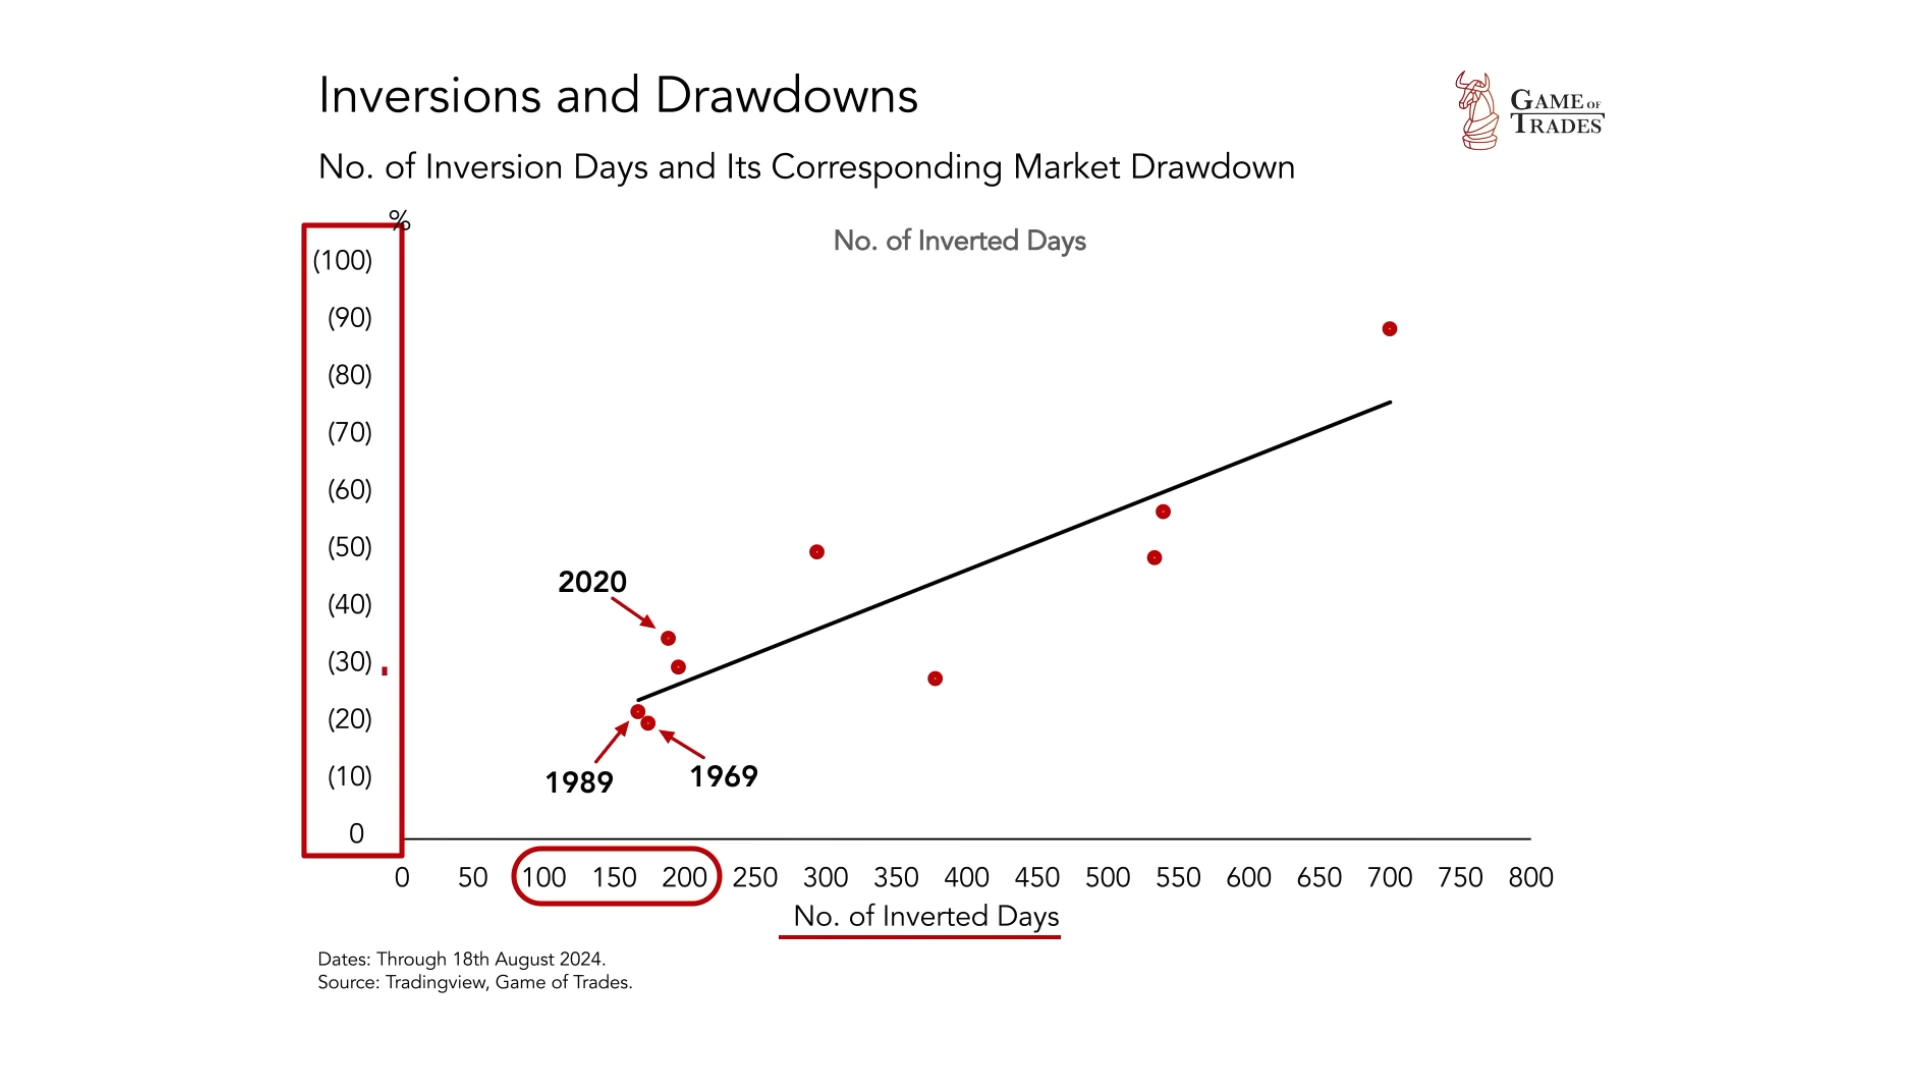 Inversions and Drawdowns
GAME OF
TRADES
No. of Inversion Days and Its Corresponding Market Drawdown
%
No. of Inverted Days
(100)
(90)
(80)
(70)
(60)
(50)
2020
(40)
(30)
(20)
1989
1969
(10)
0
0 50 100 150 200 250 300 350 400 450 500 550 600 650 700 750 800
No. of Inverted Days
Dates: Through 18th August 2024.
Source: Tradingview, Game of Trades.